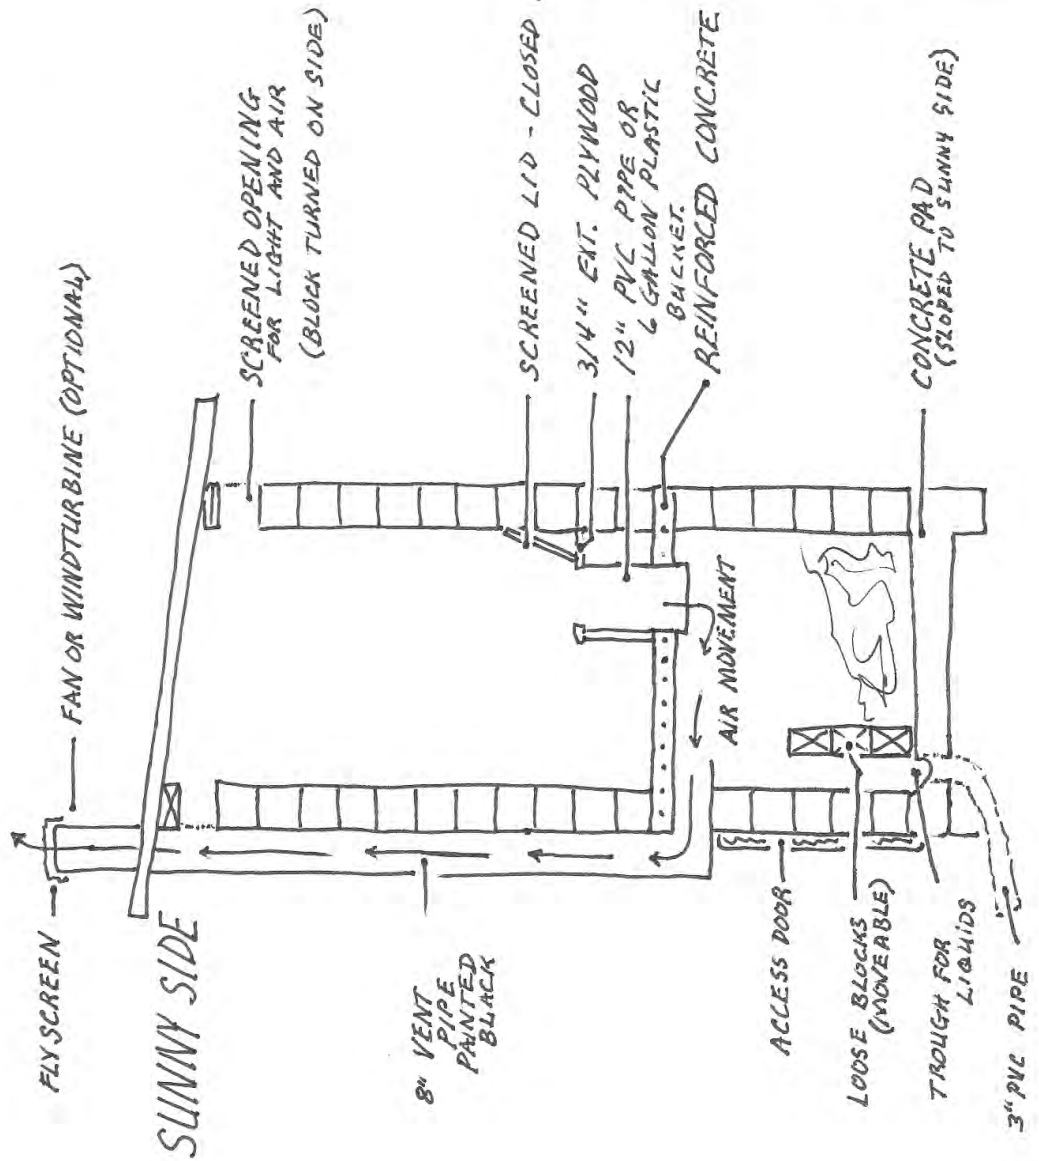 FLY SCREEN
FAN OR WINDTURBINE (OPTIONAL)
SUNNY SIDE
SCREENED OPENING
FOR LIGHT AND AIR
(BLOCK TURNED ON SIDE)
8" VENT
PIPE
PAINTED
BLACK
SCREENED LID - CLOSED
3/4" EXT. PLYWOOD
12" PVC PIPE OR
6 GALLON PLASTIC
BUCKET.
REINFORCED CONCRETE
AIR MOVEMENT
ACCESS DOOR
LOOSE BLOCKS
(MOVEABLE)
TROUGH FOR
LIQUIDS
3" PVC PIPE
CONCRETE PAD
(SLOPED TO SUNNY SIDE)